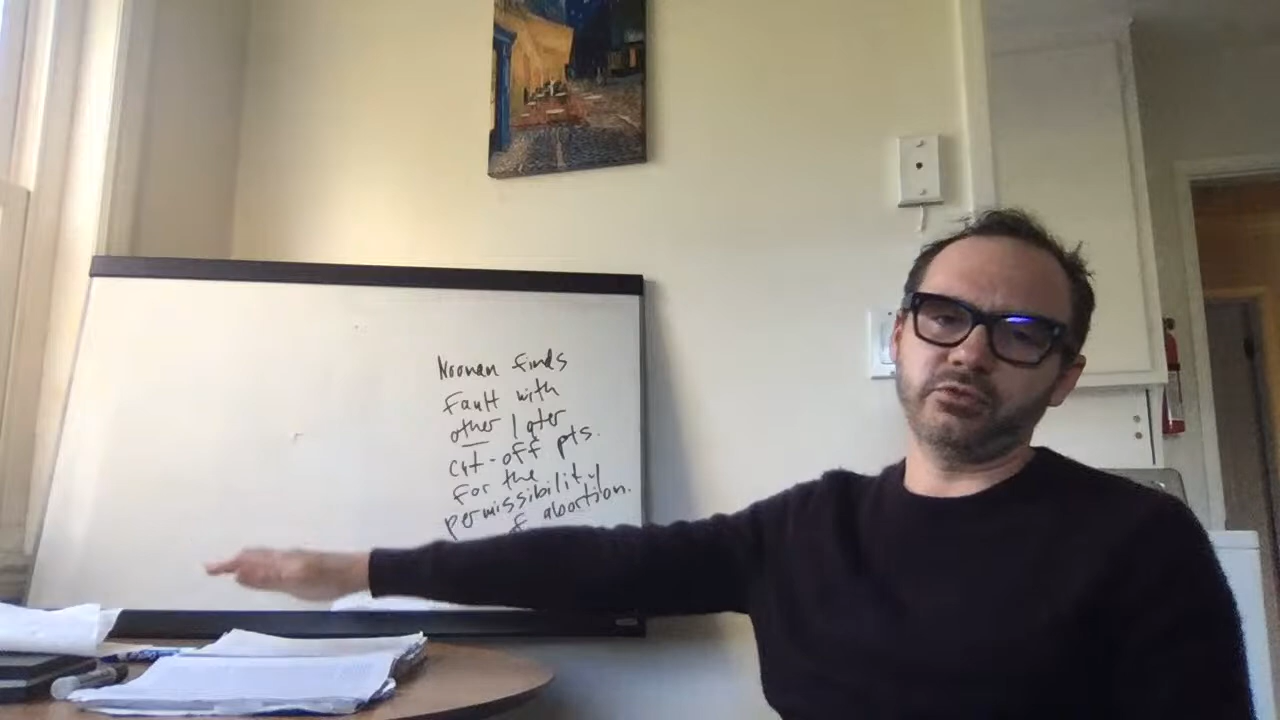 Noonan finds
fault with
other later
cut-off pts.
for the
permissibility
of abortion.